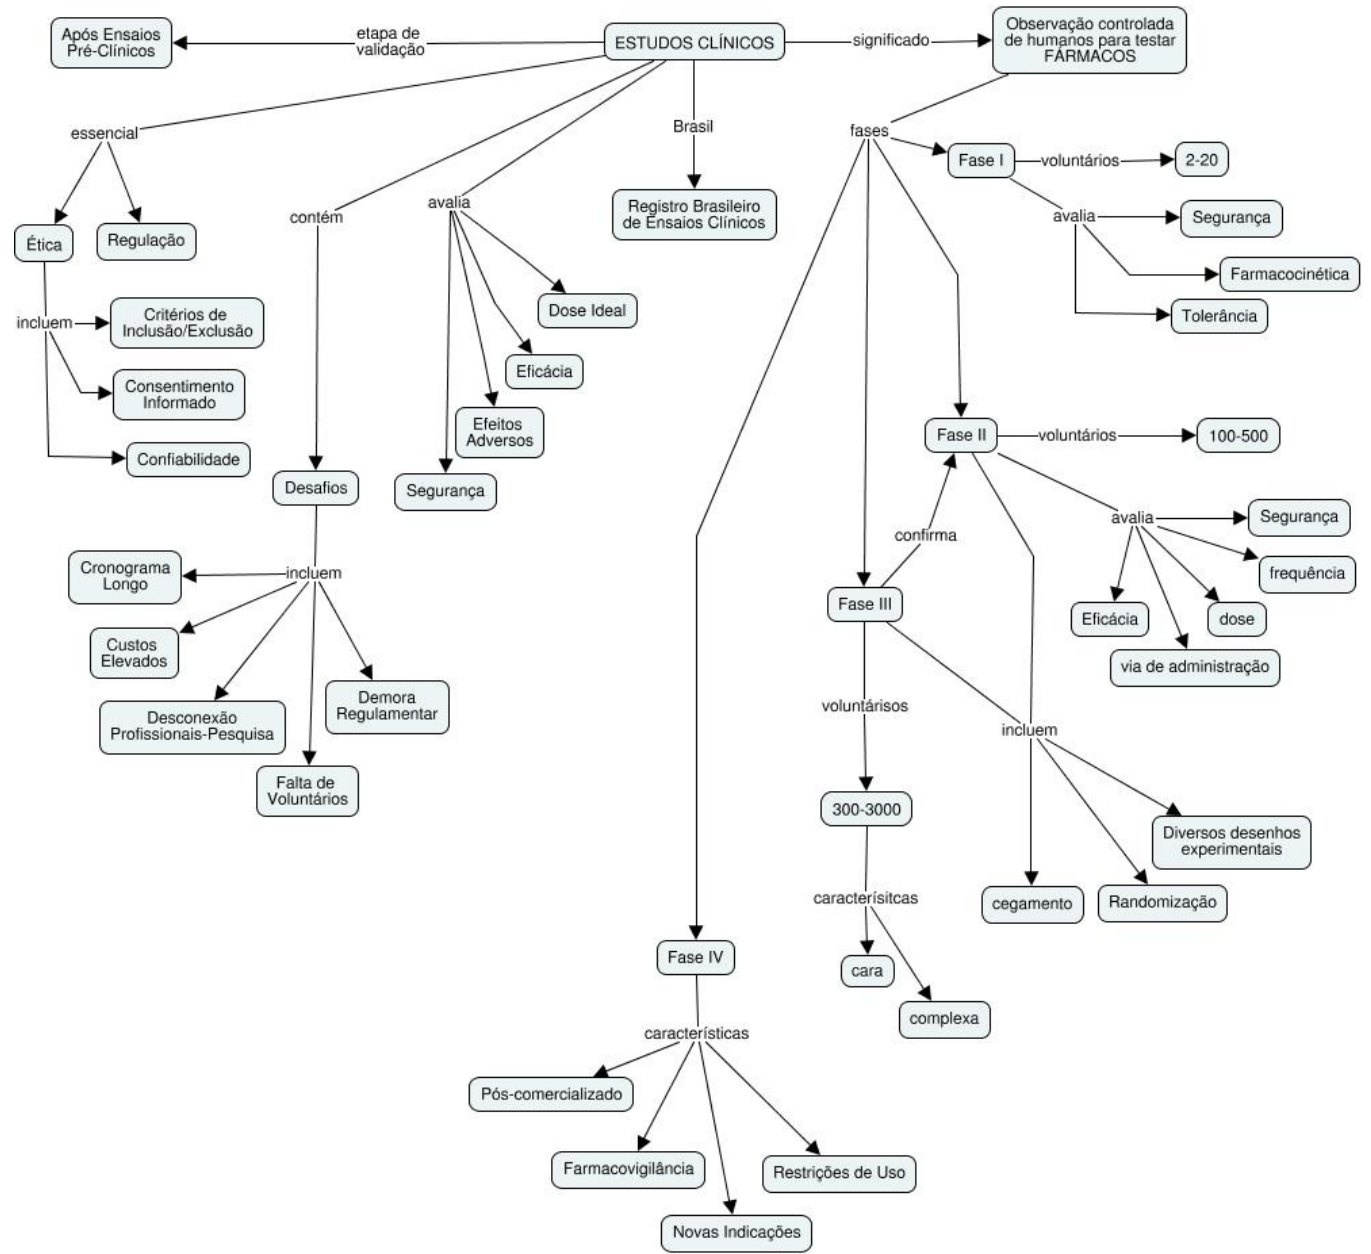 Após Ensaios
Pré-Clínicos
etapa de
validação
ESTUDOS CLÍNICOS
significado
Observação controlada
de humanos para testar
FÁRMACOS
essencial
Ética
Regulação
incluem
Critérios de
Inclusão/Exclusão
Consentimento
Informado
Confiabilidade
contém
Desafios
incluem
Cronograma
Longo
Custos
Elevados
Desconexão
Profissionais-Pesquisa
Falta de
Voluntários
Demora
Regulamentar
avalia
Dose Ideal
Eficácia
Efeitos
Adversos
Segurança
Brasil
Registro Brasileiro
de Ensaios Clínicos
fases
Fase I
voluntários
2-20
avalia
Segurança
Farmacocinética
Tolerância
Fase II
voluntários
100-500
avalia
Segurança
frequência
dose
via de administração
Eficácia
confirma
Fase III
voluntárisos
300-3000
caracterísitcas
cara
complexa
incluem
Diversos desenhos
experimentais
Randomização
cegamento
Fase IV
características
Pós-comercializado
Farmacovigilância
Novas Indicações
Restrições de Uso